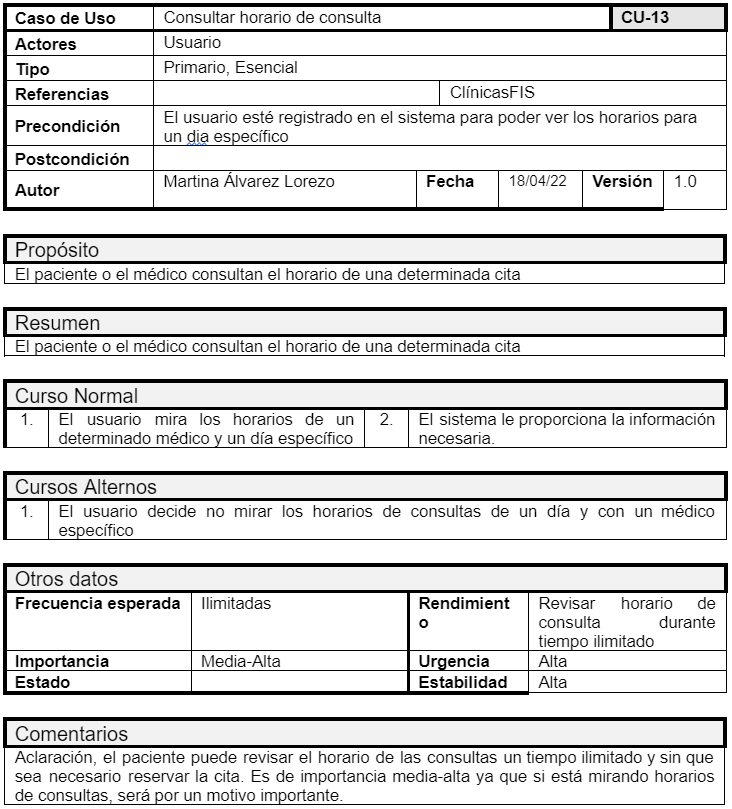 Caso de Uso Consultar horario de consulta CU-13
Actores Usuario
Tipo Primario, Esencial
Referencias ClínicasFIS
Precondición El usuario esté registrado en el sistema para poder ver los horarios para
un dia específico
Postcondición
Autor Martina Álvarez Lorezo Fecha 18/04/22 Versión 1.0
Propósito
El paciente o el médico consultan el horario de una determinada cita
Resumen
El paciente o el médico consultan el horario de una determinada cita
Curso Normal
1. El usuario mira los horarios de un
determinado médico y un día específico
2. El sistema le proporciona la información
necesaria.
Cursos Alternos
1. El usuario decide no mirar los horarios de consultas de un día y con un médico
específico
Otros datos
Frecuencia esperada Ilimitadas
Rendimient
o
Revisar horario de
consulta durante
tiempo ilimitado
Importancia Media-Alta Urgencia Alta
Estado Estabilidad Alta
Comentarios
Aclaración, el paciente puede revisar el horario de las consultas un tiempo ilimitado y sin que
sea necesario reservar la cita. Es de importancia media-alta ya que si está mirando horarios
de consultas, será por un motivo importante.